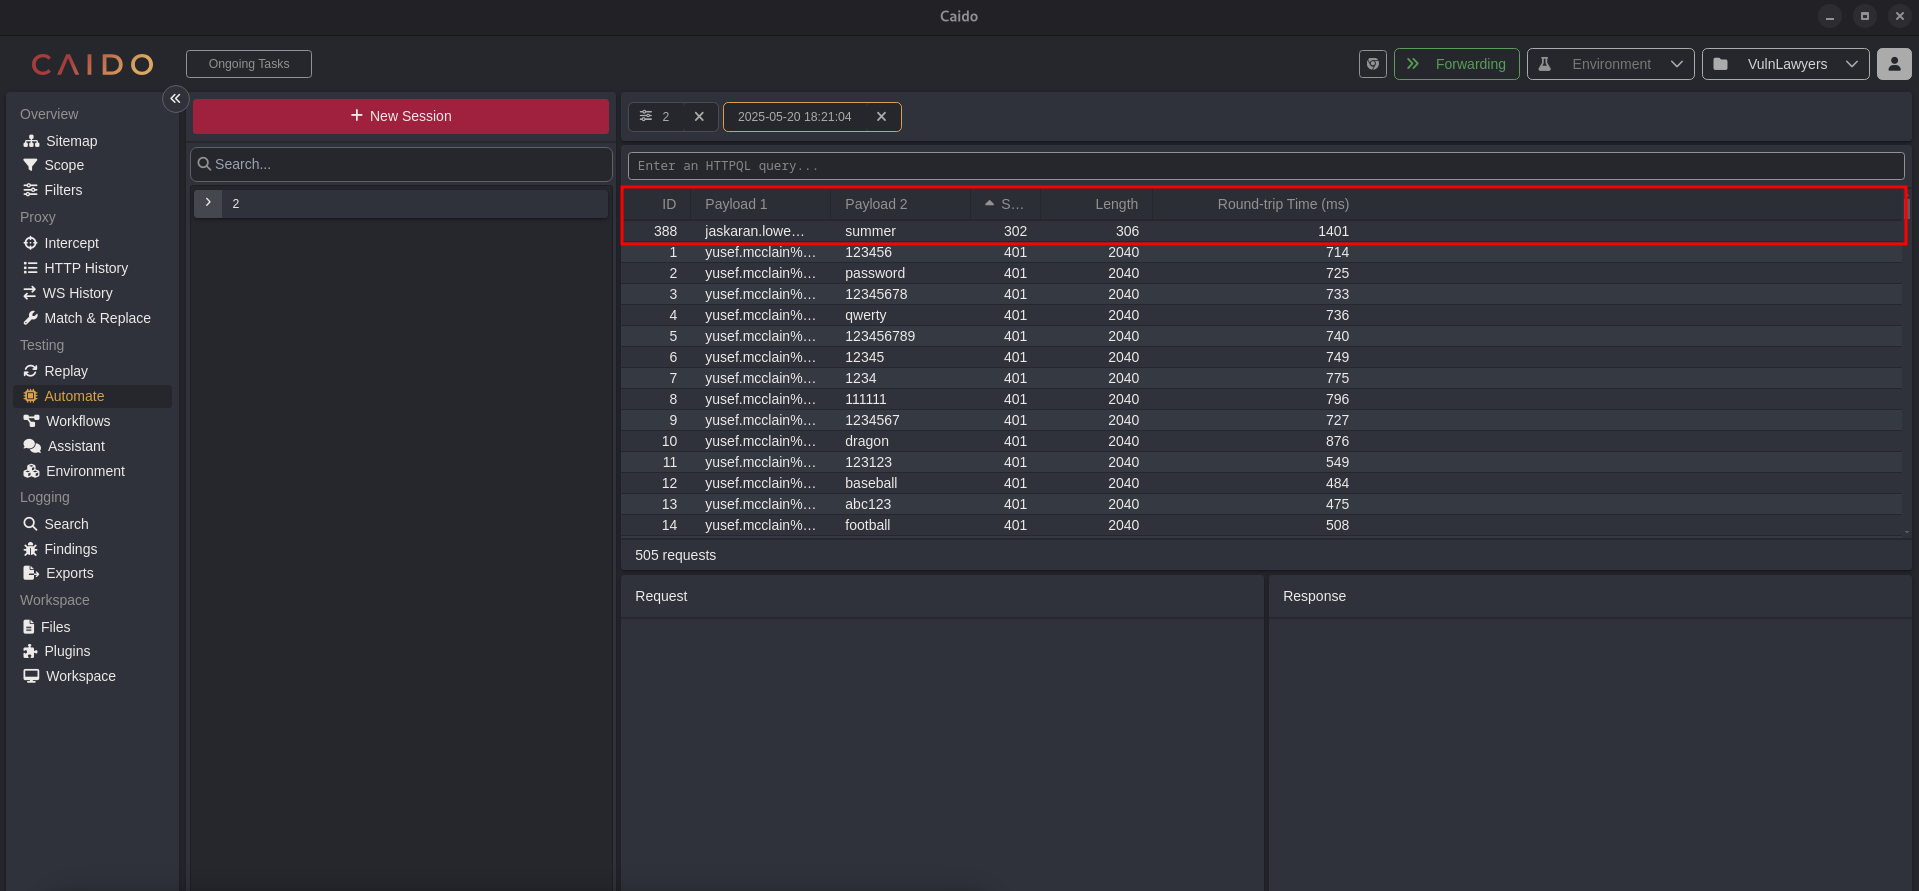 Caido
CAIDO
Ongoing Tasks
Forwarding
Environment
VulnLawyers
Overview
Sitemap
Scope
Filters
Proxy
Intercept
HTTP History
WS History
Match & Replace
Testing
Replay
Automate
Workflows
Assistant
Environment
Logging
Search
Findings
Exports
Workspace
Files
Plugins
Workspace
+ New Session
Search...
2
2
2025-05-20 18:21:04
Enter an HTTPQL query...
ID Payload 1 Payload 2 S... Length Round-trip Time (ms)
388 jaskaran.lowe... summer 302 306 1401
1 yusef.mcclain%... 123456 401 2040 714
2 yusef.mcclain%... password 401 2040 725
3 yusef.mcclain%... 12345678 401 2040 733
4 yusef.mcclain%... qwerty 401 2040 736
5 yusef.mcclain%... 123456789 401 2040 740
6 yusef.mcclain%... 12345 401 2040 749
7 yusef.mcclain%... 1234 401 2040 775
8 yusef.mcclain%... 111111 401 2040 796
9 yusef.mcclain%... 1234567 401 2040 727
10 yusef.mcclain%... dragon 401 2040 876
11 yusef.mcclain%... 123123 401 2040 549
12 yusef.mcclain%... baseball 401 2040 484
13 yusef.mcclain%... abc123 401 2040 475
14 yusef.mcclain%... football 401 2040 508
505 requests
Request
Response